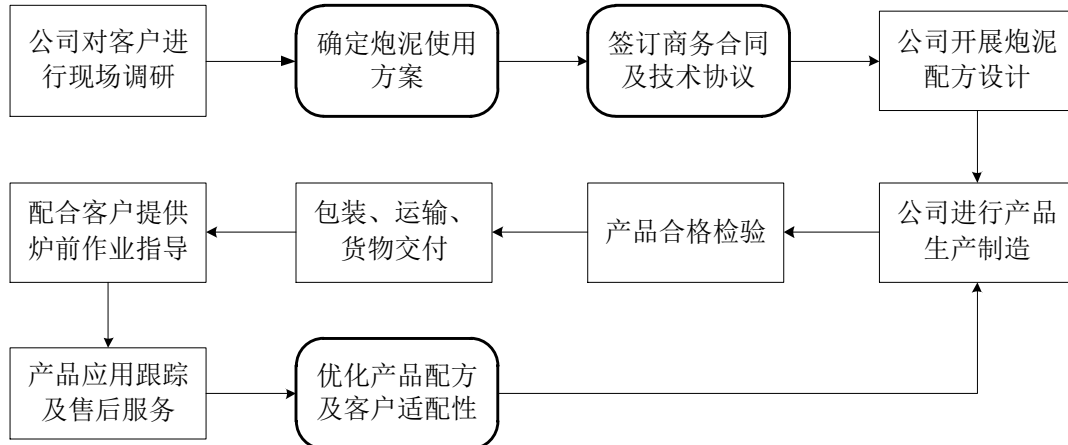 公司对客户进
行现场调研
确定炮泥使用
方案
签订商务合同
及技术协议
公司开展炮泥
配方设计
公司进行产品
生产制造
产品合格检验
包装、运输、
货物交付
配合客户提供
炉前作业指导
产品应用跟踪
及售后服务
优化产品配方
及客户适配性